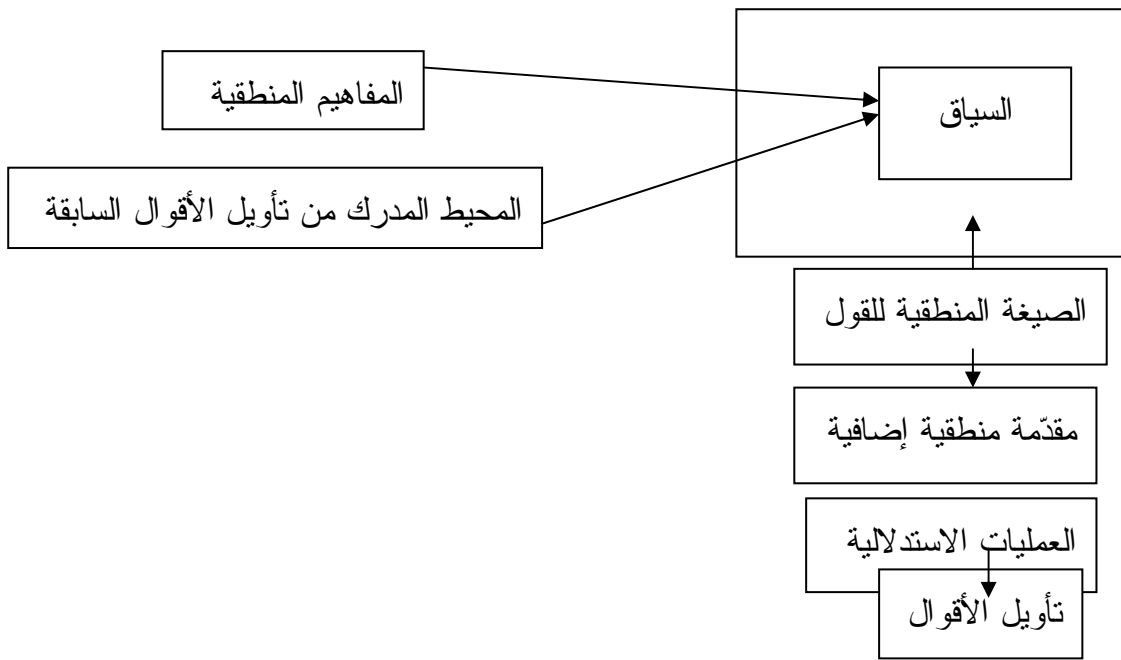 السياق
المفاهيم المنطقية
المحيط المدرك من تأويل الأقوال السابقة
الصيغة المنطقية للقول
مقدّمة منطقية إضافية
العمليات الاستدلالية
تأويل الأقوال